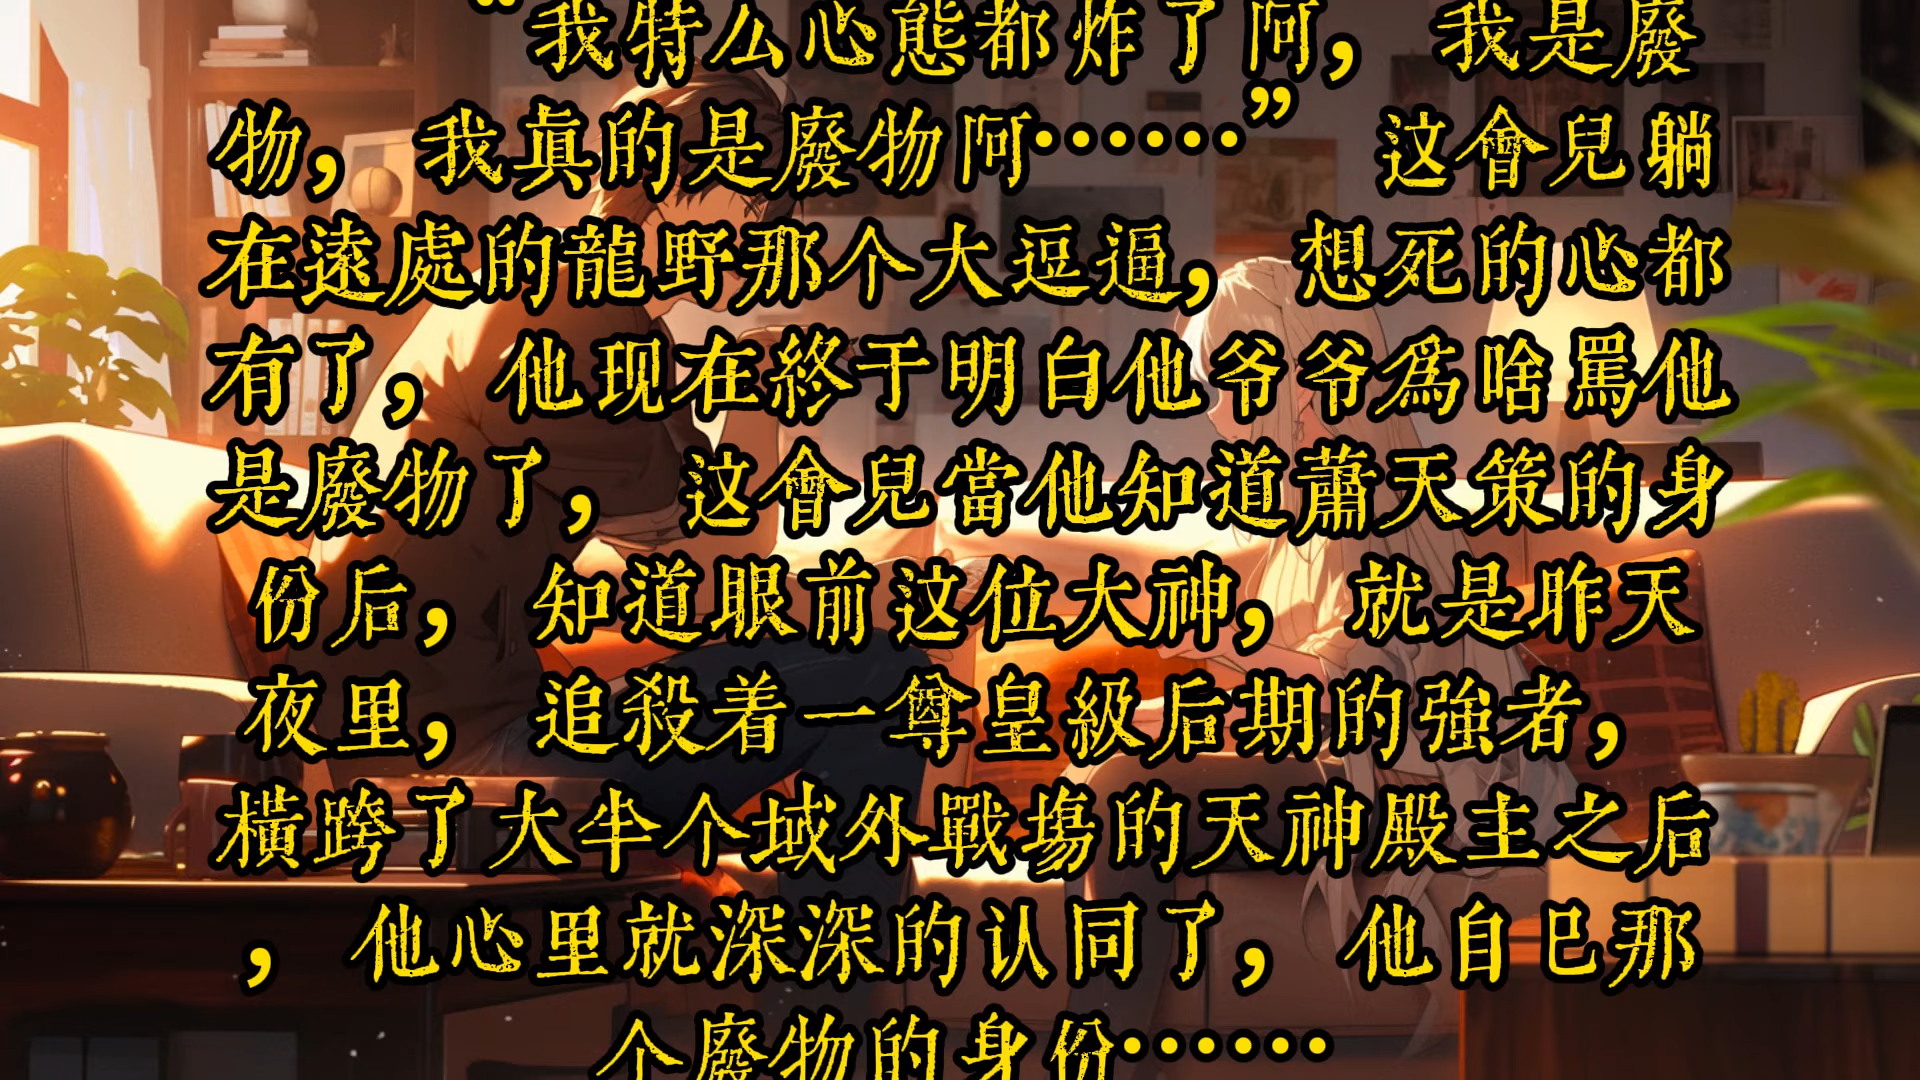 “我特么心態都炸了阿，我是廢
物，我真的是廢物阿……”这會兒躺
在遠處的龍野那个大逗逼，想死的心都
有了，他现在終于明白他爷爷爲啥罵他
是廢物了，这會兒當他知道蕭天策的身
份后，知道眼前这位大神，就是昨天
夜里，追殺着一尊皇級后期的強者，
橫跨了大半个域外戰場的天神殿主之后
，他心里就深深的认同了，他自已那
个廢物的身份……